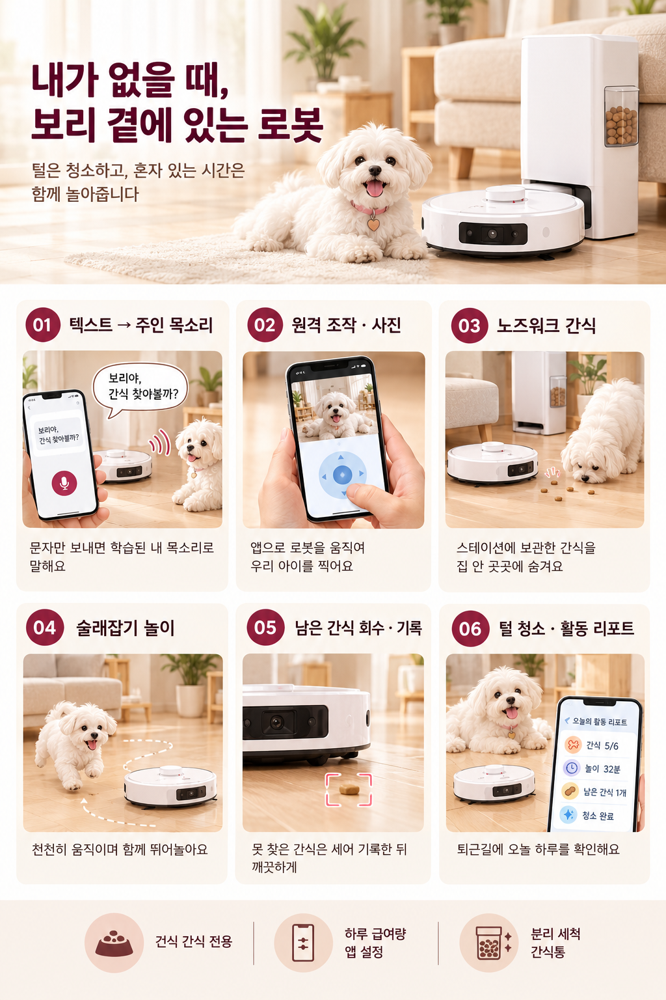 내가 없을 때,
보리 곁에 있는 로봇
털은 청소하고, 혼자 있는 시간은
함께 놀아줍니다
01 텍스트 → 주인 목소리
보리야,
간식 찾아볼까?
보리야,
간식 찾아볼까?
문자만 보내면 학습된 내 목소리로
말해요
02 원격 조작 · 사진
앱으로 로봇을 움직여
우리 아이를 찍어요
03 노즈워크 간식
스테이션에 보관한 간식을
집 안 곳곳에 숨겨요
04 술래잡기 놀이
천천히 움직이며 함께 뛰어놀아요
05 남은 간식 회수 · 기록
못 찾은 간식은 세어 기록한 뒤
깨끗하게
06 털 청소 · 활동 리포트
오늘의 활동 리포트
간식 5/6
놀이 32분
남은 간식 1개
청소 완료
퇴근길에 오늘 하루를 확인해요
건식 간식 전용
하루 급여량
앱 설정
분리 세척
간식통